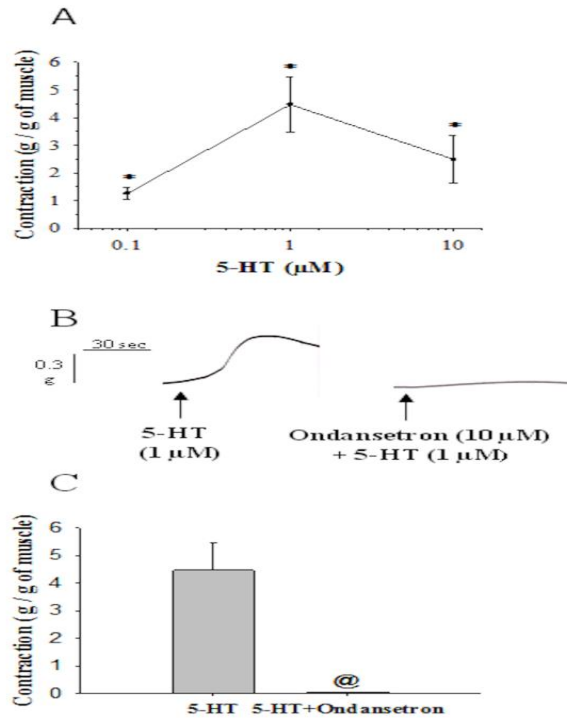 A
Contraction (g / g of muscle)
6
5
4
3
2
1
0
*
*
*
0.1 1 10
5-HT (µM)
B
30 sec
0.3
g
5-HT
(1 µM)
Ondansetron (10 µM)
+ 5-HT (1 µM)
C
Contraction (g / g of muscle)
6
5
4
3
2
1
0
@
5-HT 5-HT+Ondansetron